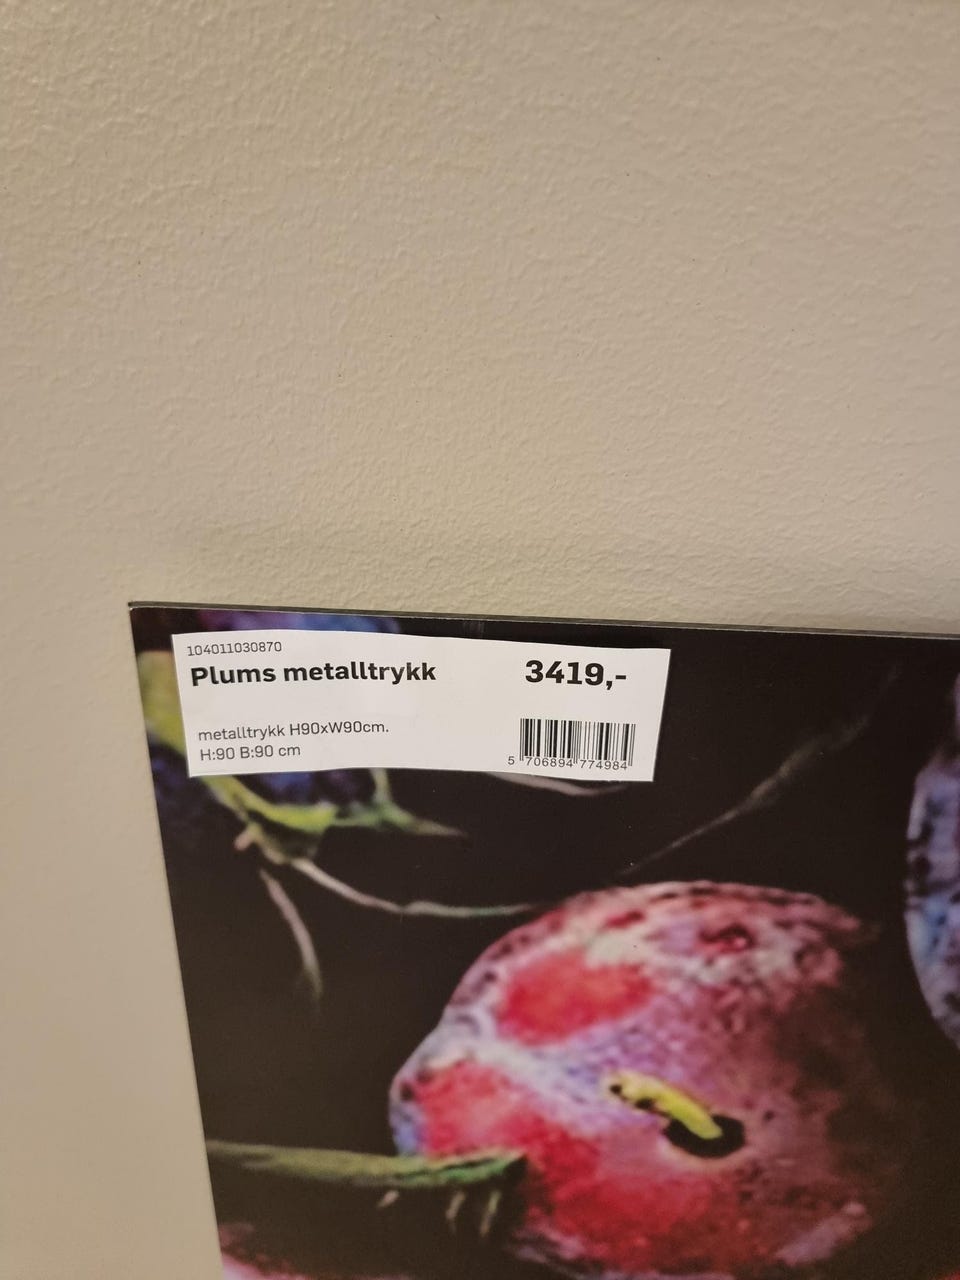 104011030870
Plums metalltrykk 3419,-
metalltrykk H90xW90cm.
H:90 B:90 cm
5 706894 774984